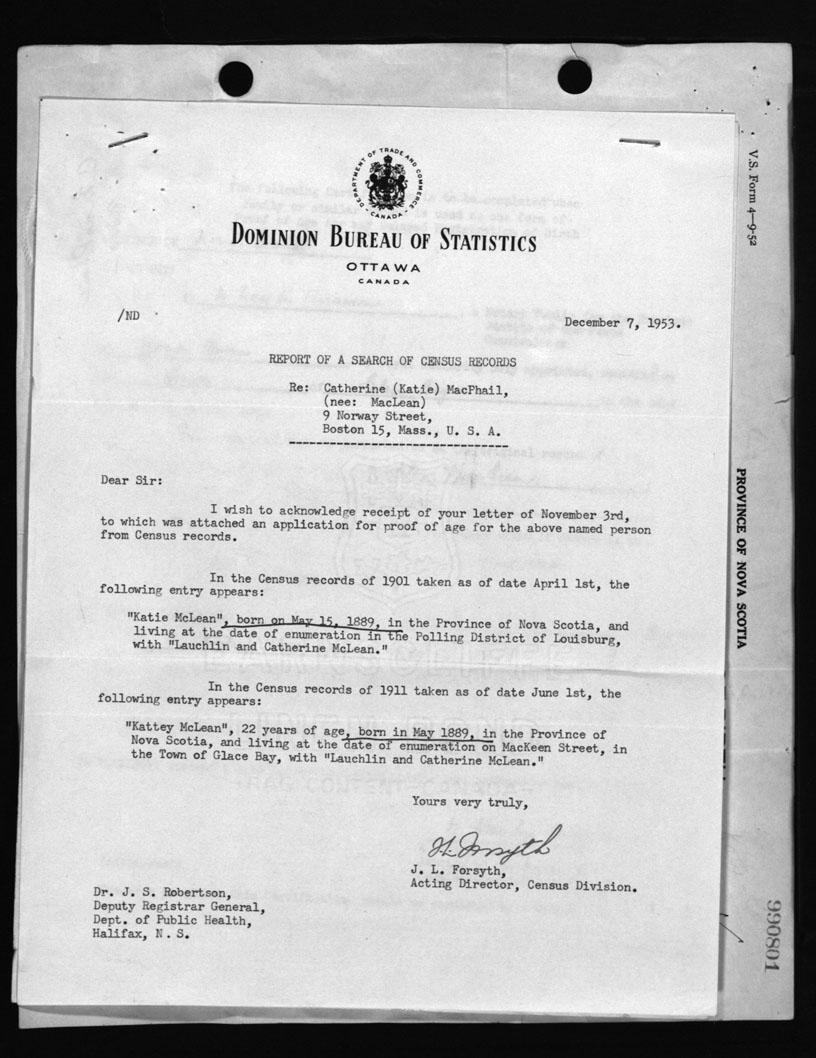 DEPARTMENT OF TRADE AND COMMERCE
CANADA
DOMINION BUREAU OF STATISTICS
OTTAWA
CANADA
/ND
December 7, 1953.
REPORT OF A SEARCH OF CENSUS RECORDS
Re: Catherine (Katie) MacPhail,
(nee: MacLean)
9 Norway Street,
Boston 15, Mass., U. S. A.
Dear Sir:
I wish to acknowledge receipt of your letter of November 3rd,
to which was attached an application for proof of age for the above named person
from Census records.
In the Census records of 1901 taken as of date April 1st, the
following entry appears:
"Katie McLean", born on May 15, 1889, in the Province of Nova Scotia, and
living at the date of enumeration in the Polling District of Louisburg,
with "Lauchlin and Catherine McLean."
In the Census records of 1911 taken as of date June 1st, the
following entry appears:
"Kattey McLean", 22 years of age, born in May 1889, in the Province of
Nova Scotia, and living at the date of enumeration on MacKeen Street, in
the Town of Glace Bay, with "Lauchlin and Catherine McLean."
Yours very truly,
J. L. Forsyth
J. L. Forsyth,
Acting Director, Census Division.
Dr. J. S. Robertson,
Deputy Registrar General,
Dept. of Public Health,
Halifax, N. S.
V.S. Form 4—9-52
PROVINCE OF NOVA SCOTIA
990801